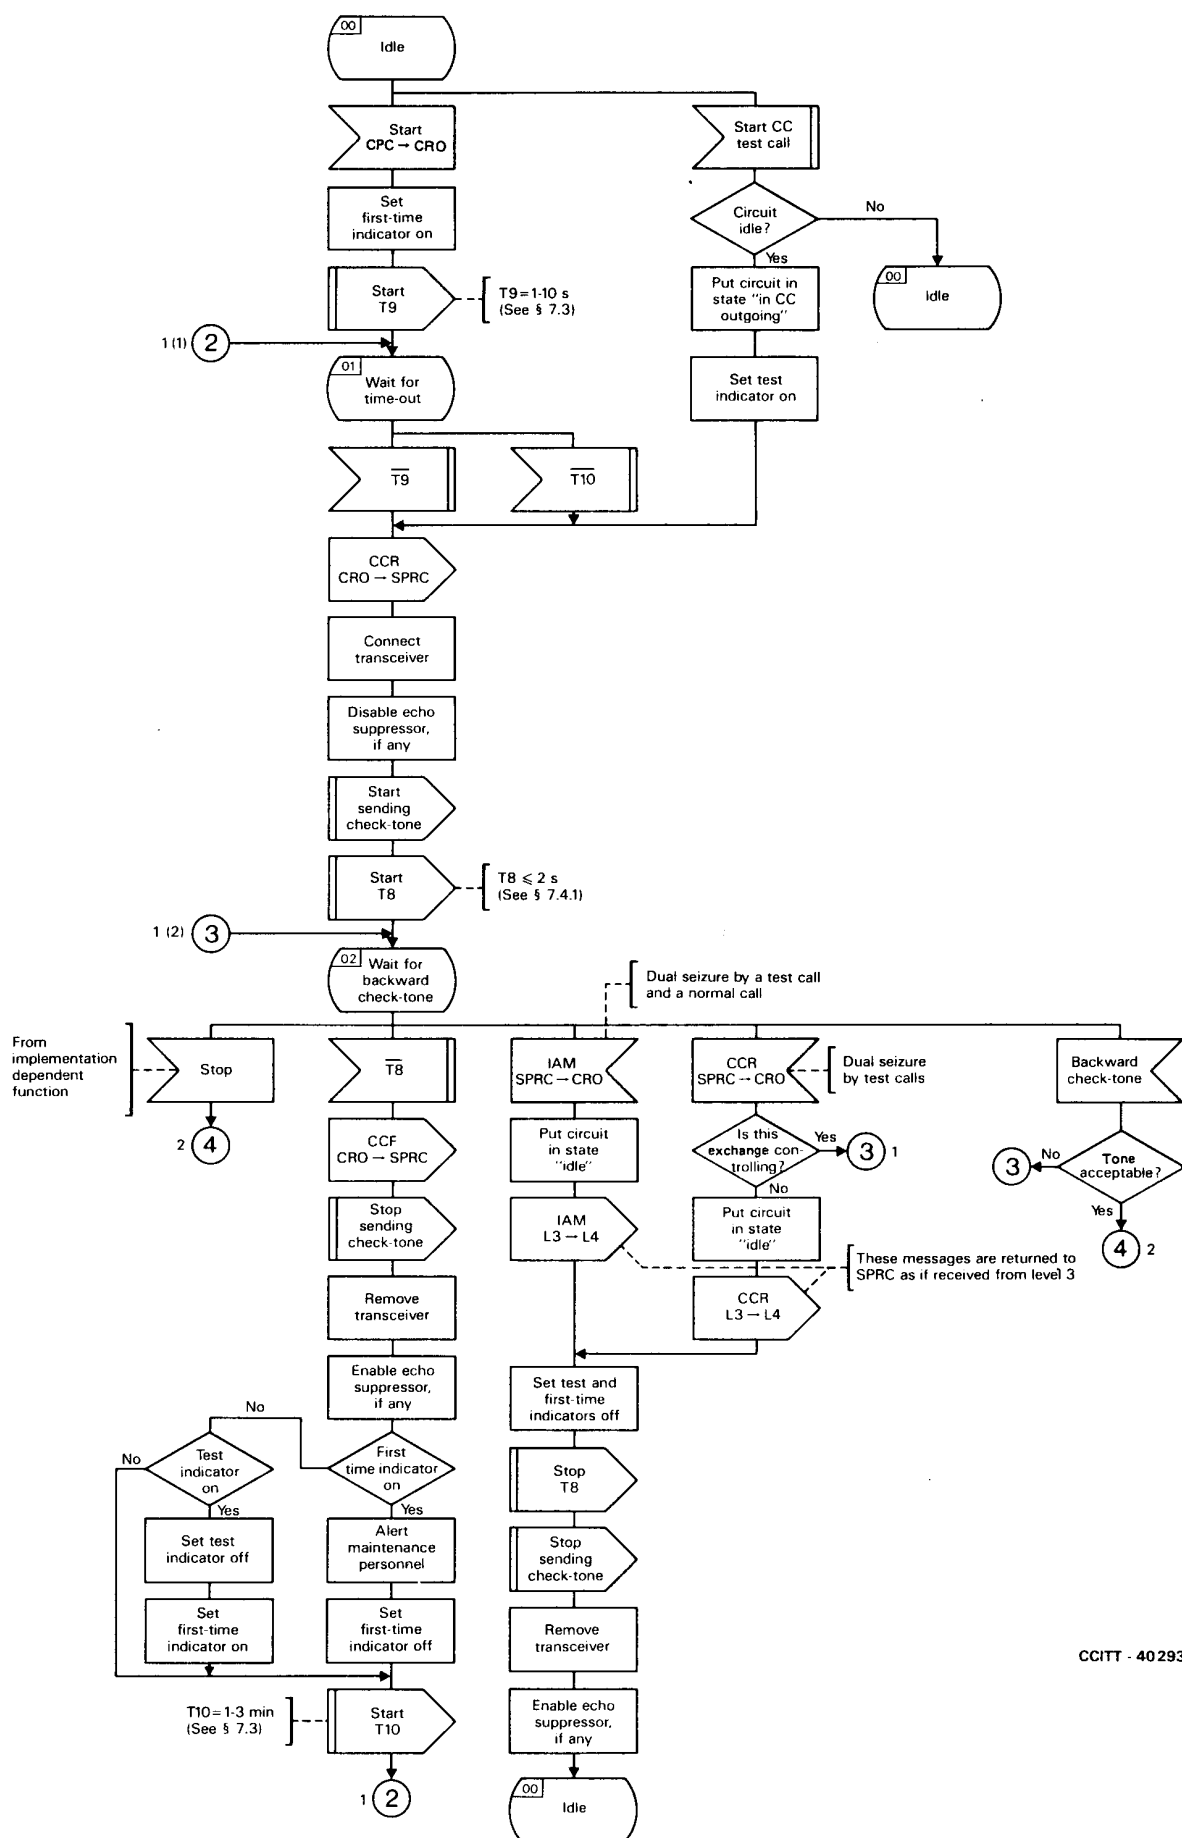 00
Idle
Start
CPC → CRO
Start CC
test call
Set
first-time
indicator on
Circuit
idle?
No
Yes
00
Idle
Start
T9
T9=1-10 s
(See § 7.3)
Put circuit in
state "in CC
outgoing"
1 (1) 2
01
Wait for
time-out
Set test
indicator on
T9
T10
CCR
CRO → SPRC
Connect
transceiver
Disable echo
suppressor,
if any
Start
sending
check-tone
Start
T8
T8 ⩽ 2 s
(See § 7.4.1)
1 (2) 3
02
Wait for
backward
check-tone
Dual seizure by a test call
and a normal call
From
implementation
dependent
function
Stop
T8
IAM
SPRC → CRO
CCR
SPRC → CRO
Dual seizure
by test calls
Backward
check-tone
2 4
CCF
CRO → SPRC
Put circuit
in state
"idle"
Is this
exchange con-
trolling?
Yes
3 1
No
3
No
Tone
acceptable?
Yes
4 2
Stop
sending
check-tone
IAM
L3 → L4
Put circuit
in state
"idle"
These messages are returned to
SPRC as if received from level 3
Remove
transceiver
CCR
L3 → L4
Enable echo
suppressor,
if any
Set test and
first-time
indicators off
No
No
Test
indicator
on
First
time indicator
on
Stop
T8
Yes
Yes
Set test
indicator off
Alert
maintenance
personnel
Stop
sending
check-tone
Set
first-time
indicator on
Set
first-time
indicator off
Remove
transceiver
CCITT - 40293
T10=1-3 min
(See § 7.3)
Start
T10
Enable echo
suppressor,
if any
1 2
00
Idle